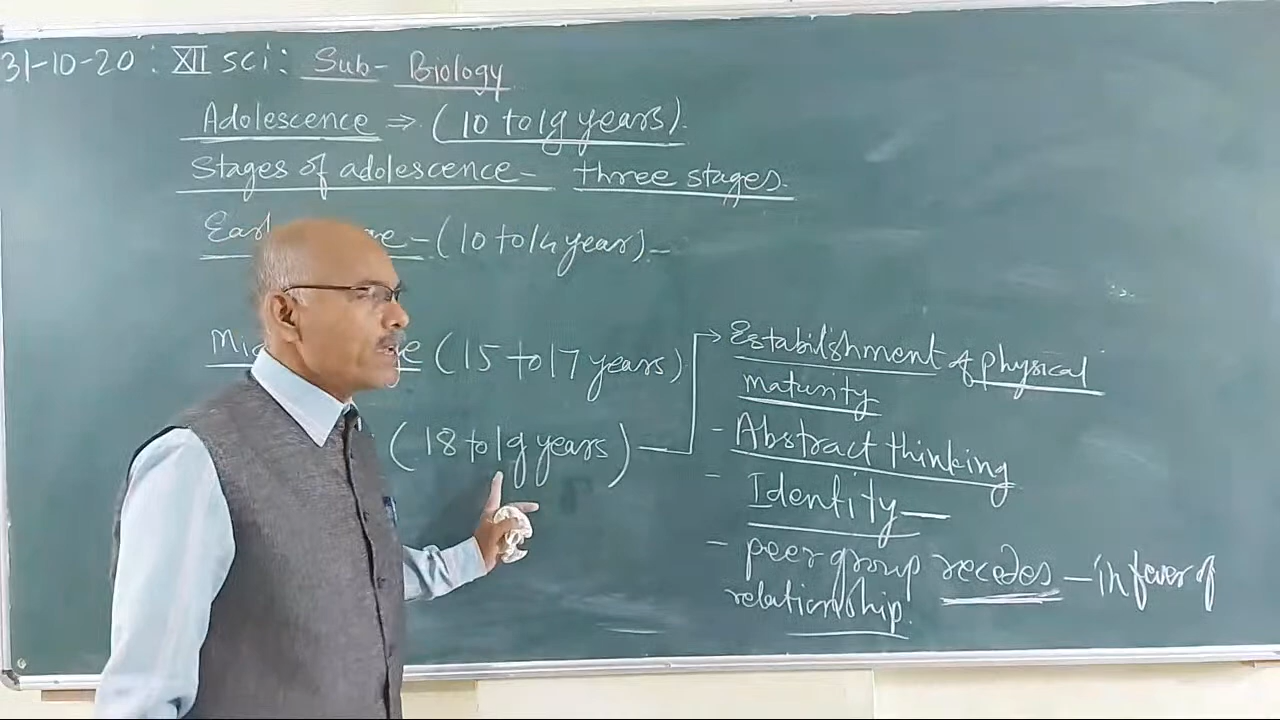 31-10-20 : XII sci: Sub- Biology
Adolescence ⇒ (10 to 19 years).
Stages of adolescence - three stages.
(10 to 14 year) -
(15 to 17 years)
(18 to 19 years)
→ Establishment of physical
maturity
- Abstract thinking
- Identity —
- peer group recedes - in fever of
relationship.